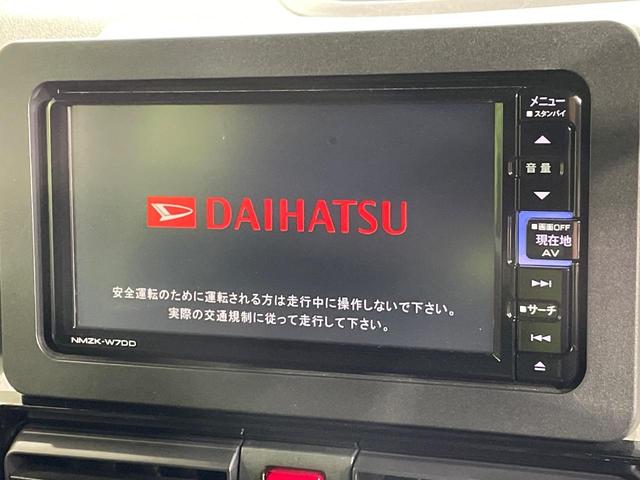 DAIHATSU
安全運転のために運転される方は走行中に操作しないで下さい。
実際の交通規制に従って走行して下さい。
NMZK-W7DD
メニュー
■スタンバイ
▲
音量
▼
■画面OFF
現在地
AV
▶▶|
■サーチ
|◀◀
⏏